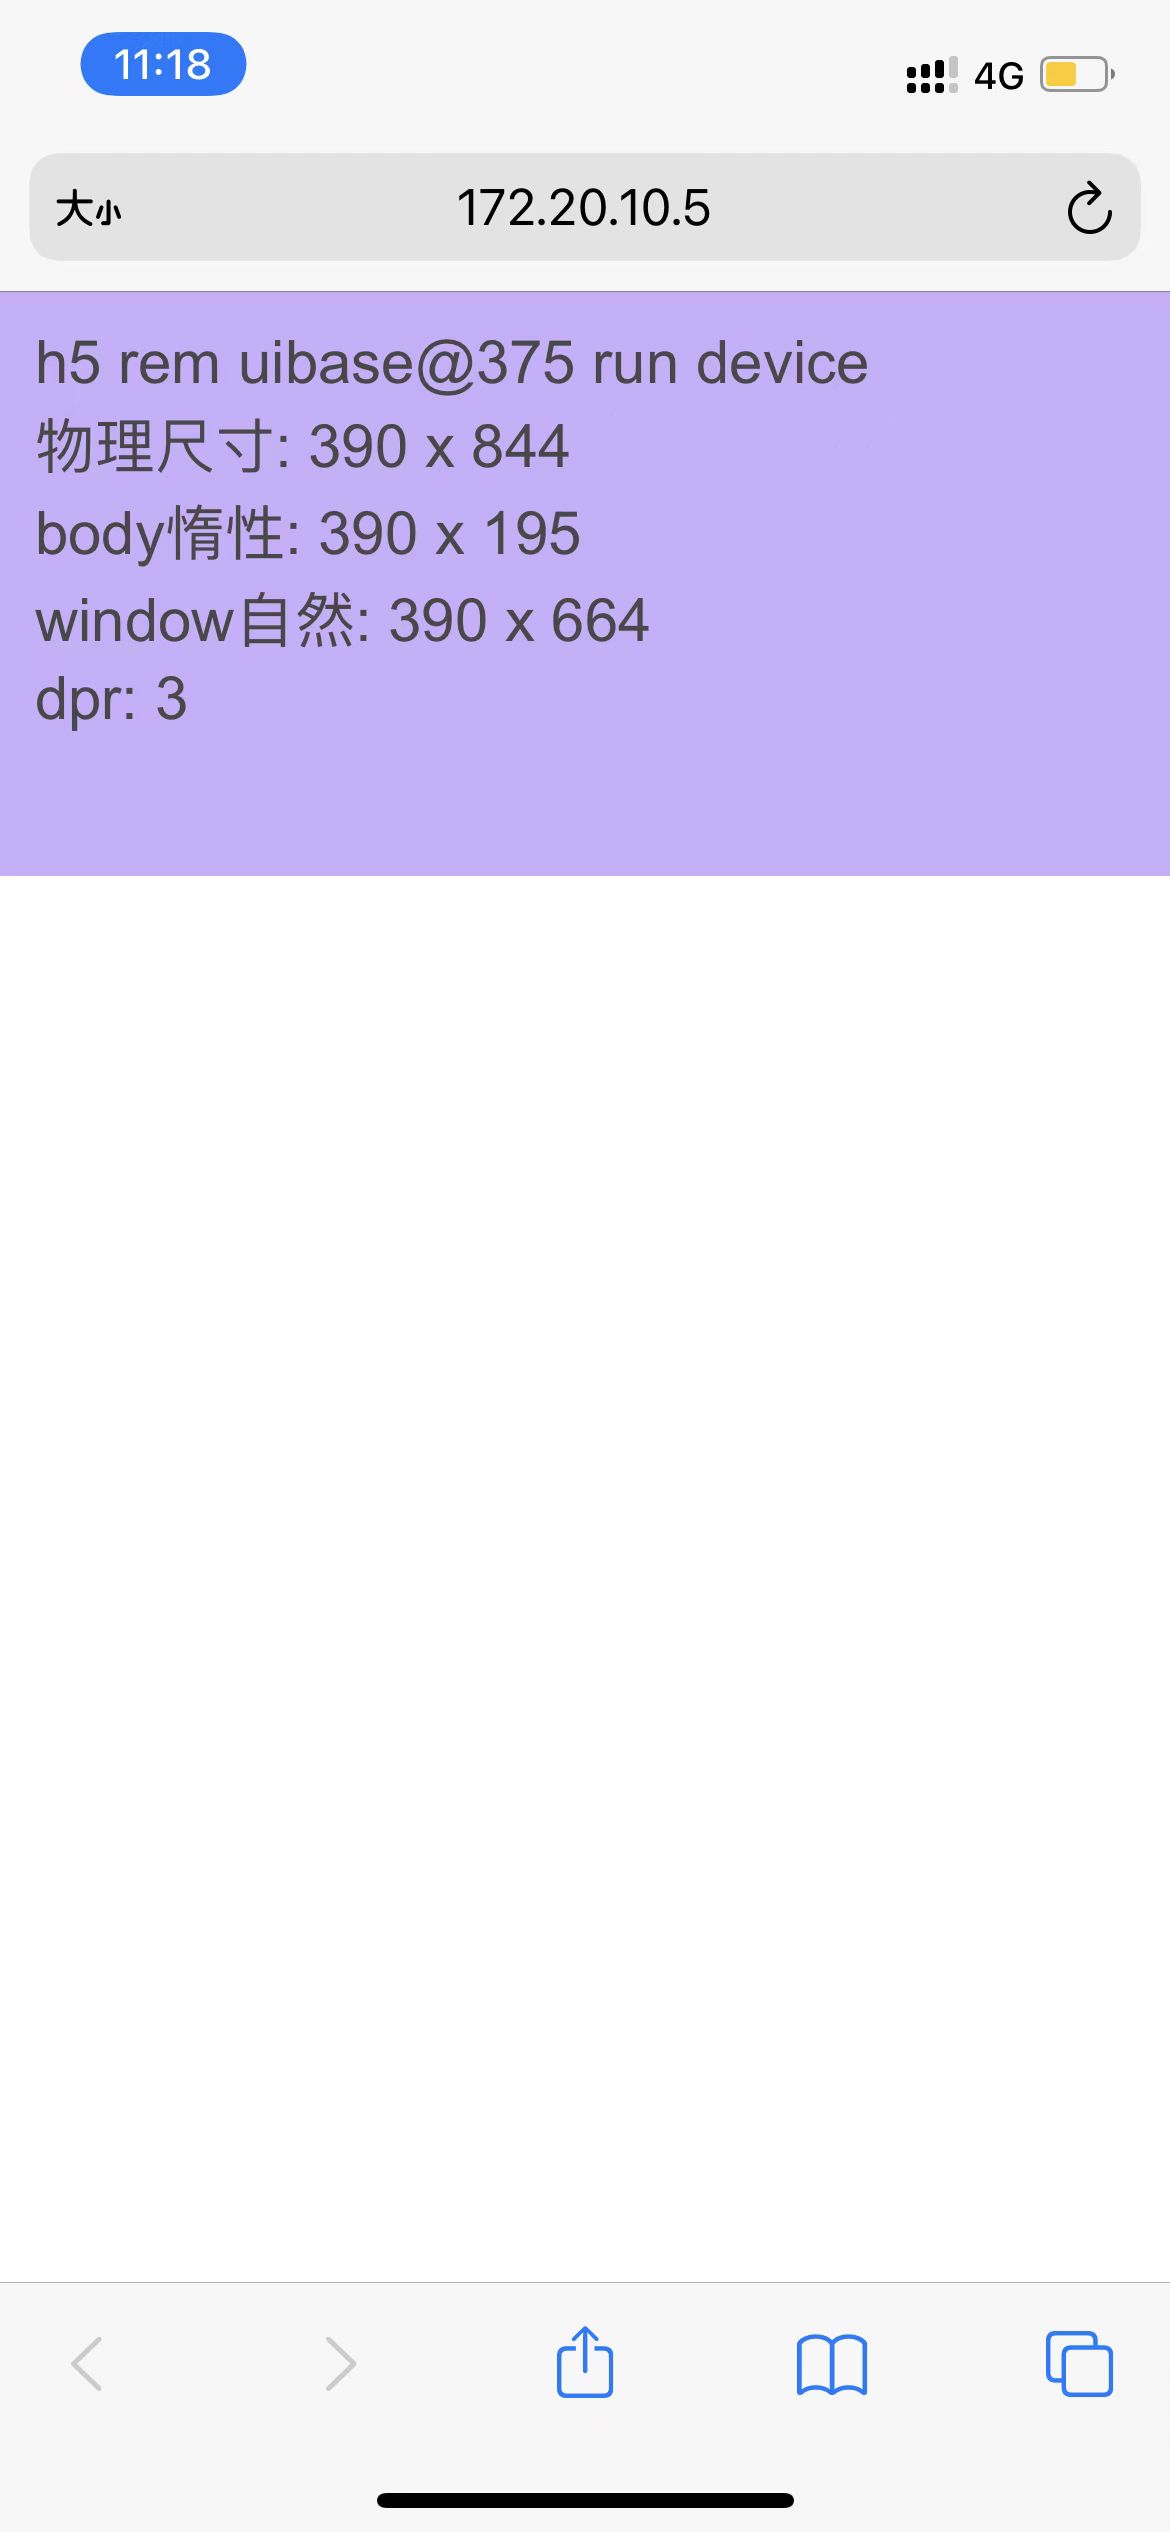 11:18
4G
大小 172.20.10.5
h5 rem uibase@375 run device
物理尺寸: 390 x 844
body惰性: 390 x 195
window自然: 390 x 664
dpr: 3